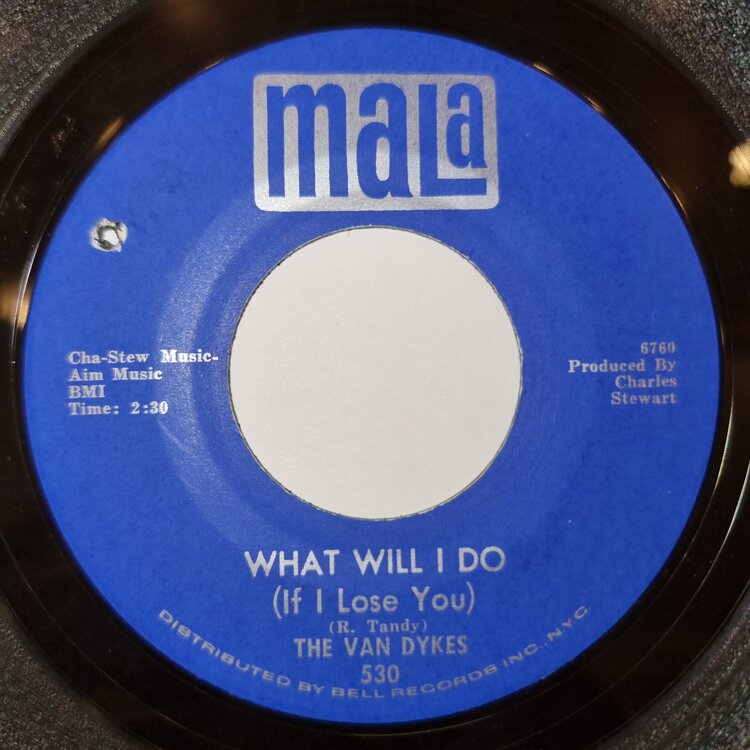 maLa
Cha-Stew Music-
Aim Music
BMI
Time: 2:30
6760
Produced By
Charles
Stewart
WHAT WILL I DO
(If I Lose You)
(R. Tandy)
THE VAN DYKES
530
DISTRIBUTED BY BELL RECORDS INC., N.Y.C.